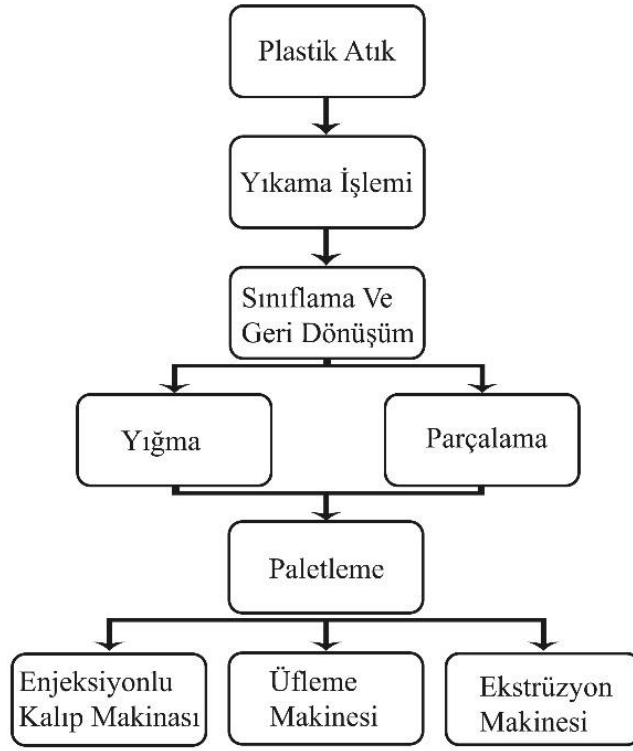 Plastik Atık
Yıkama İşlemi
Sınıflama Ve
Geri Dönüşüm
Yığma
Parçalama
Paletleme
Enjeksiyonlu
Kalıp Makinası
Üfleme
Makinesi
Ekstrüzyon
Makinesi